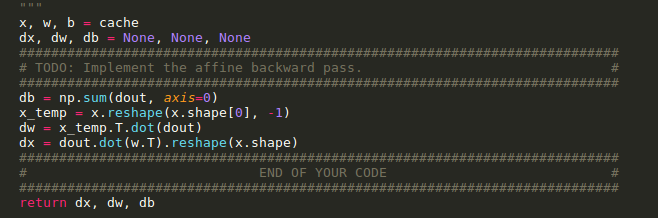 """
x, w, b = cache
dx, dw, db = None, None, None
###########################################################################
# TODO: Implement the affine backward pass.                               #
###########################################################################
db = np.sum(dout, axis=0)
x_temp = x.reshape(x.shape[0], -1)
dw = x_temp.T.dot(dout)
dx = dout.dot(w.T).reshape(x.shape)
###########################################################################
#                             END OF YOUR CODE                            #
###########################################################################
return dx, dw, db